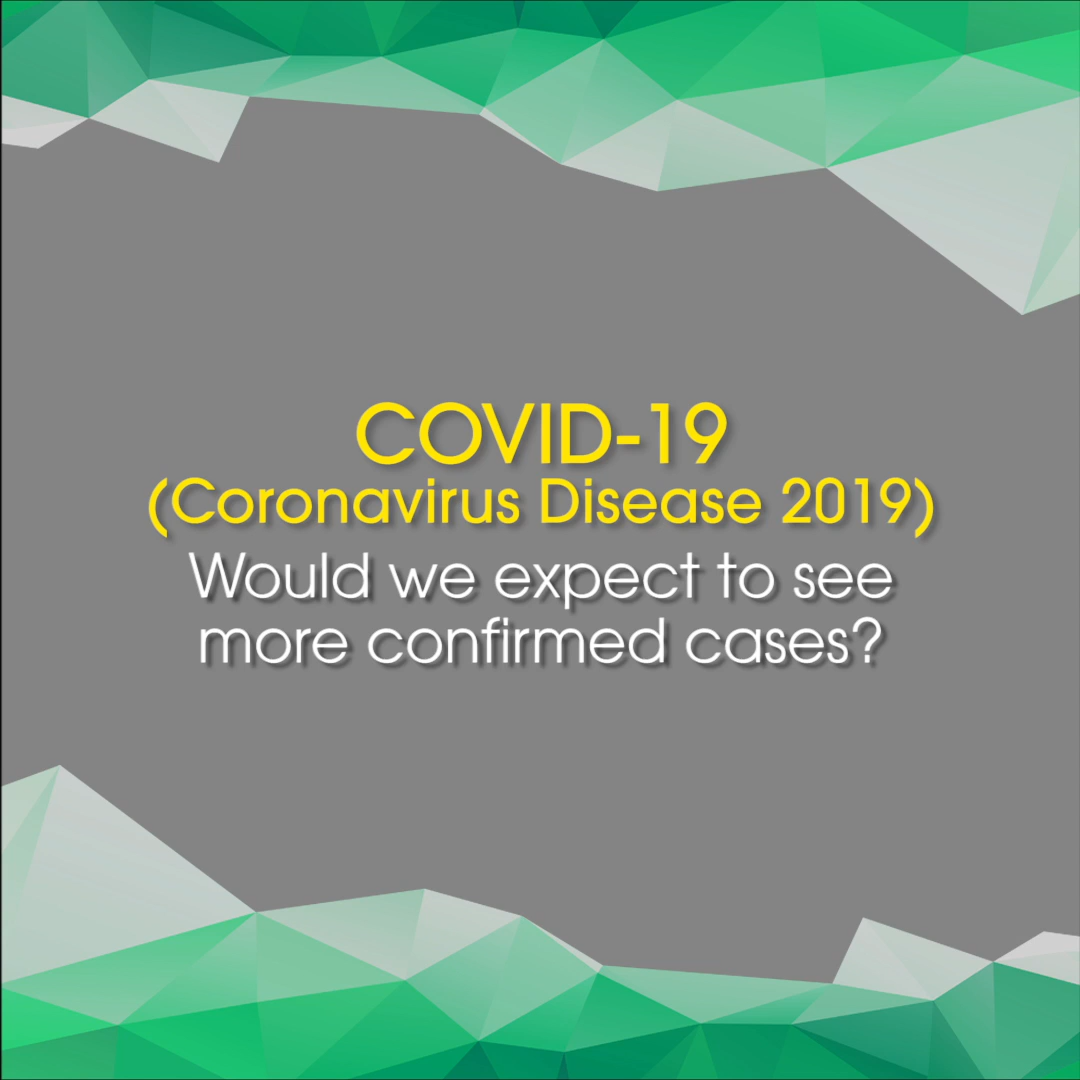 COVID-19
(Coronavirus Disease 2019)
Would we expect to see
more confirmed cases?